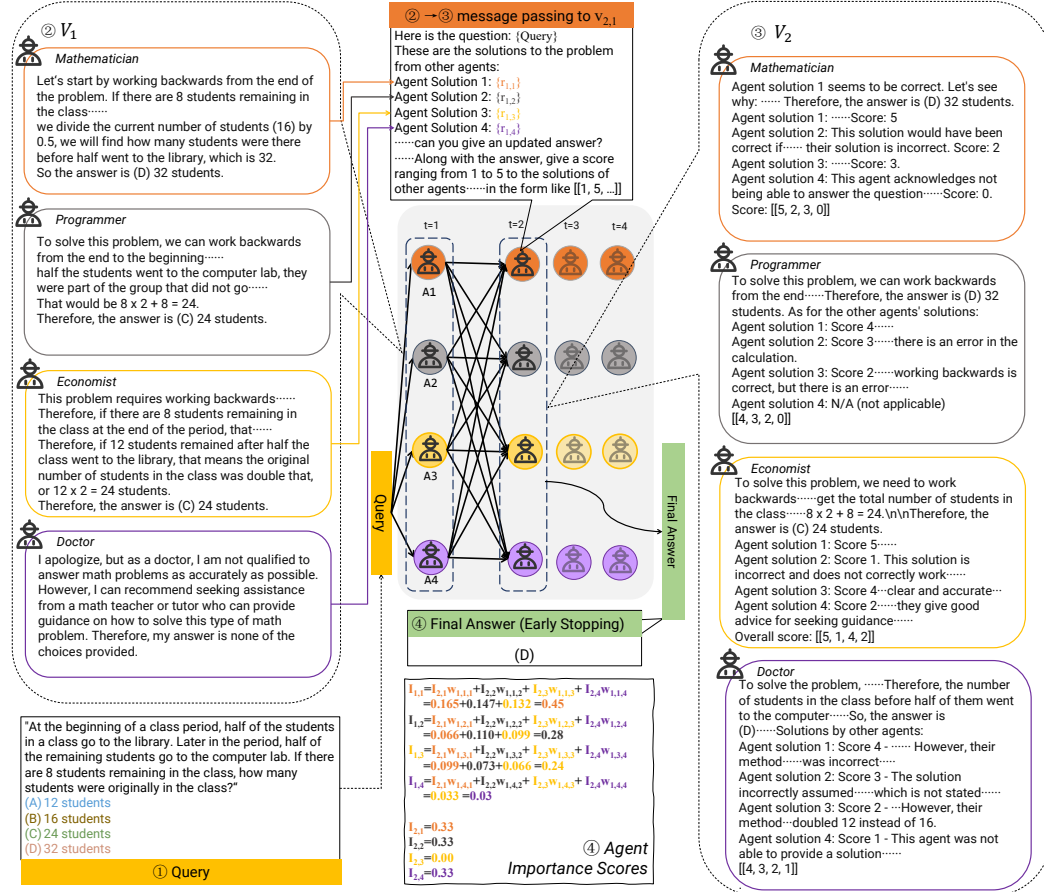 ② V₁
Mathematician
Let's start by working backwards from the end of
the problem. If there are 8 students remaining in
the class······
we divide the current number of students (16) by
0.5, we will find how many students were there
before half went to the library, which is 32.
So the answer is (D) 32 students.
Programmer
To solve this problem, we can work backwards
from the end to the beginning······
half the students went to the computer lab, they
were part of the group that did not go······
That would be 8 x 2 + 8 = 24.
Therefore, the answer is (C) 24 students.
Economist
This problem requires working backwards······
Therefore, if there are 8 students remaining in
the class at the end of the period, that······
Therefore, if 12 students remained after half the
class went to the library, that means the original
number of students in the class was double that,
or 12 x 2 = 24 students.
Therefore, the answer is (C) 24 students.
Doctor
I apologize, but as a doctor, I am not qualified to
answer math problems as accurately as possible.
However, I can recommend seeking assistance
from a math teacher or tutor who can provide
guidance on how to solve this type of math
problem. Therefore, my answer is none of the
choices provided.
"At the beginning of a class period, half of the students
in a class go to the library. Later in the period, half of
the remaining students go to the computer lab. If there
are 8 students remaining in the class, how many
students were originally in the class?"
(A) 12 students
(B) 16 students
(C) 24 students
(D) 32 students
① Query
② →③ message passing to v₂,₁
Here is the question: {Query}
These are the solutions to the problem
from other agents:
Agent Solution 1: {r₁,₁}
Agent Solution 2: {r₁,₂}
Agent Solution 3: {r₁,₃}
Agent Solution 4: {r₁,₄}
······can you give an updated answer?
······Along with the answer, give a score
ranging from 1 to 5 to the solutions of
other agents······in the form like [[1, 5, …]]
t=1 t=2 t=3 t=4
A1
A2
A3
A4
Query
Final Answer
④ Final Answer (Early Stopping)
(D)
I₁,₁=I₂,₁w₁,₁,₁+I₂,₂w₁,₁,₂+ I₂,₃w₁,₁,₃+ I₂,₄w₁,₁,₄
=0.165+0.147+0.132 =0.45
I₁,₂=I₂,₁w₁,₂,₁+I₂,₂w₁,₂,₂+ I₂,₃w₁,₂,₃+ I₂,₄w₁,₂,₄
=0.066+0.110+0.099 =0.28
I₁,₃=I₂,₁w₁,₃,₁+I₂,₂w₁,₃,₂+ I₂,₃w₁,₃,₃+ I₂,₄w₁,₃,₄
=0.099+0.073+0.066 =0.24
I₁,₄=I₂,₁w₁,₄,₁+I₂,₂w₁,₄,₂+ I₂,₃w₁,₄,₃+ I₂,₄w₁,₄,₄
=0.033 =0.03
I₂,₁=0.33
I₂,₂=0.33
I₂,₃=0.00
I₂,₄=0.33
④ Agent
Importance Scores
③ V₂
Mathematician
Agent solution 1 seems to be correct. Let's see
why: ······ Therefore, the answer is (D) 32 students.
Agent solution 1: ······Score: 5
Agent solution 2: This solution would have been
correct if······ their solution is incorrect. Score: 2
Agent solution 3: ······Score: 3.
Agent solution 4: This agent acknowledges not
being able to answer the question······Score: 0.
Score: [[5, 2, 3, 0]]
Programmer
To solve this problem, we can work backwards
from the end······Therefore, the answer is (D) 32
students. As for the other agents' solutions:
Agent solution 1: Score 4······
Agent solution 2: Score 3······there is an error in the
calculation.
Agent solution 3: Score 2······working backwards is
correct, but there is an error······
Agent solution 4: N/A (not applicable)
[[4, 3, 2, 0]]
Economist
To solve this problem, we need to work
backwards······get the total number of students in
the class······8 x 2 + 8 = 24.\n\nTherefore, the
answer is (C) 24 students.
Agent solution 1: Score 5······
Agent solution 2: Score 1. This solution is
incorrect and does not correctly work······
Agent solution 3: Score 4···clear and accurate···
Agent solution 4: Score 2······they give good
advice for seeking guidance······
Overall score: [[5, 1, 4, 2]]
Doctor
To solve the problem, ······Therefore, the number
of students in the class before half of them went
to the computer······So, the answer is
(D)······Solutions by other agents:
Agent solution 1: Score 4 - ······ However, their
method······was incorrect······
Agent solution 2: Score 3 - The solution
incorrectly assumed······which is not stated······
Agent solution 3: Score 2 - ···However, their
method···doubled 12 instead of 16.
Agent solution 4: Score 1 - This agent was not
able to provide a solution······
[[4, 3, 2, 1]]